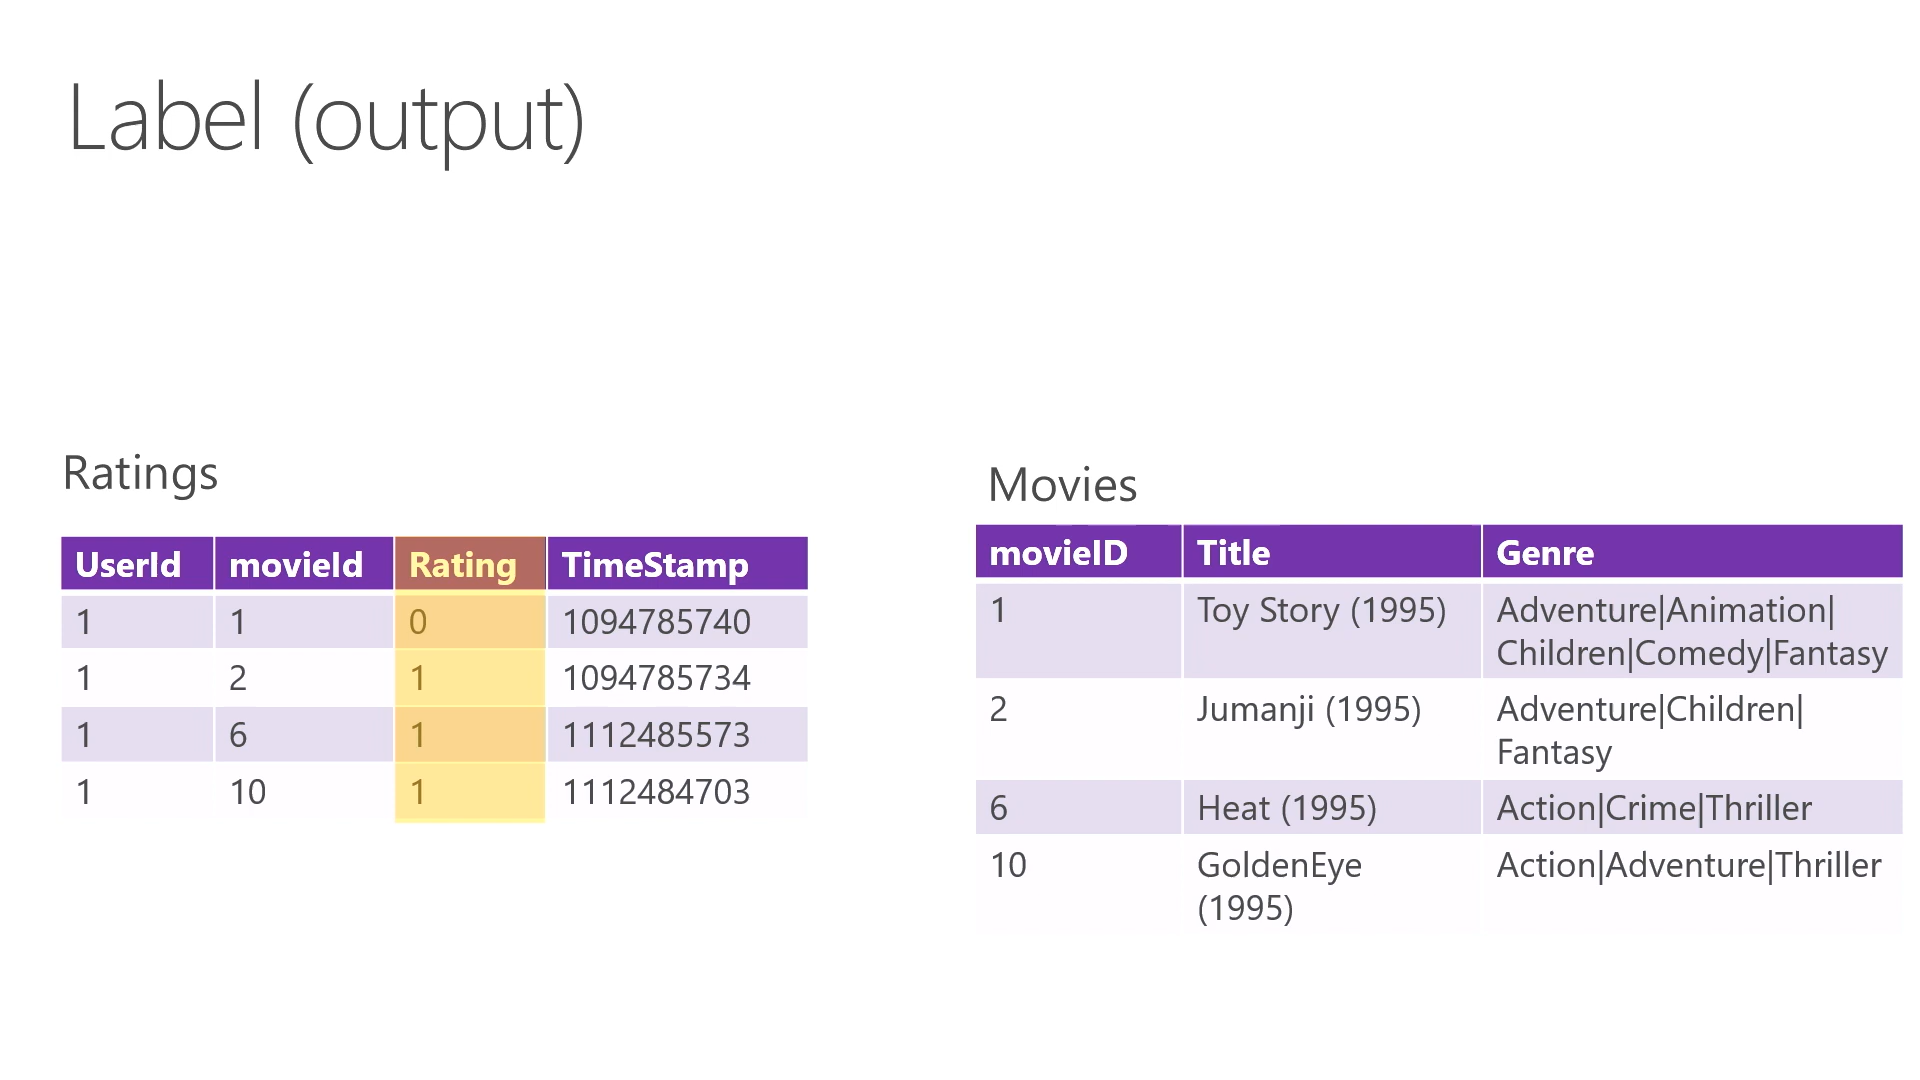 Label (output)
Ratings
UserId movieId Rating TimeStamp
1 1 0 1094785740
1 2 1 1094785734
1 6 1 1112485573
1 10 1 1112484703
Movies
movieID Title Genre
1 Toy Story (1995) Adventure|Animation|
Children|Comedy|Fantasy
2 Jumanji (1995) Adventure|Children|
Fantasy
6 Heat (1995) Action|Crime|Thriller
10 GoldenEye Action|Adventure|Thriller
(1995)